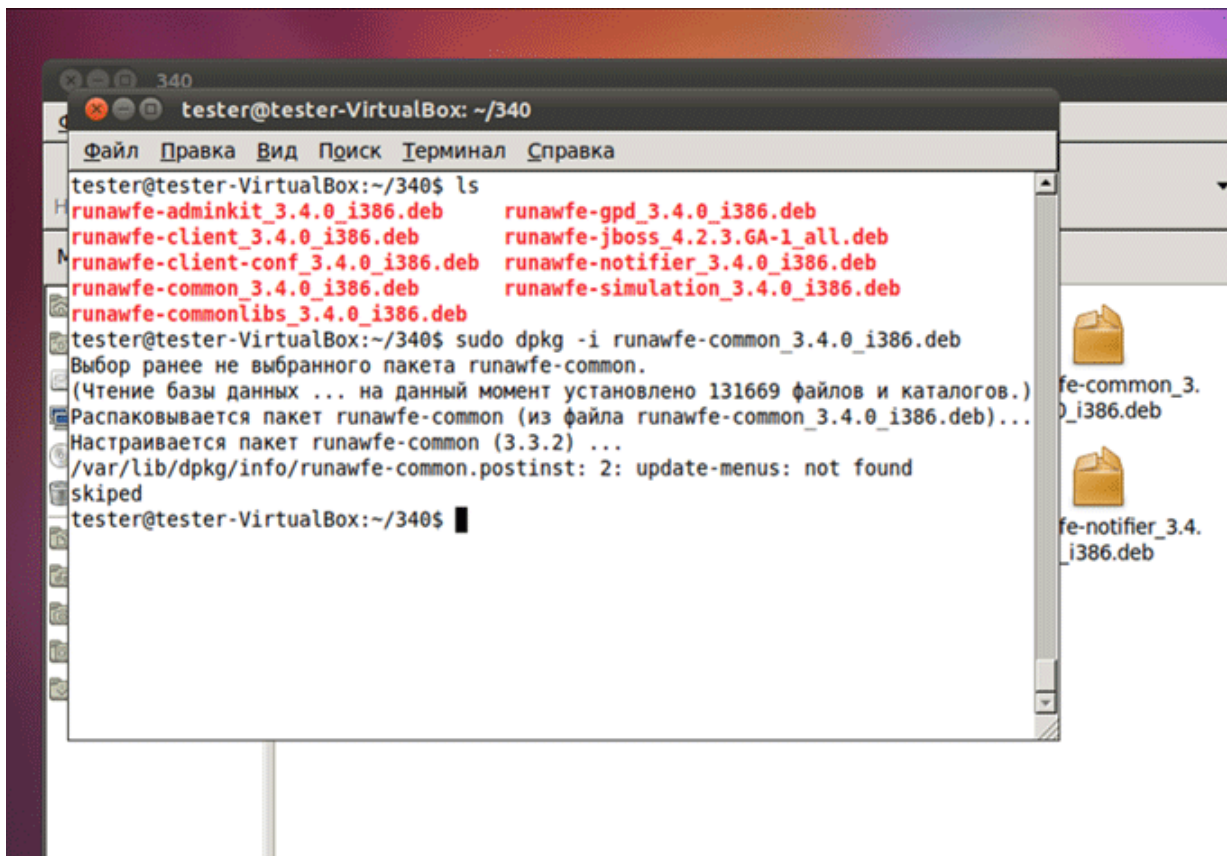 340
tester@tester-VirtualBox: ~/340
Файл Правка Вид Поиск Терминал Справка
tester@tester-VirtualBox:~/340$ ls
runawfe-adminkit_3.4.0_i386.deb runawfe-gpd_3.4.0_i386.deb
runawfe-client_3.4.0_i386.deb runawfe-jboss_4.2.3.GA-1_all.deb
runawfe-client-conf_3.4.0_i386.deb runawfe-notifier_3.4.0_i386.deb
runawfe-common_3.4.0_i386.deb runawfe-simulation_3.4.0_i386.deb
runawfe-commonlibs_3.4.0_i386.deb
tester@tester-VirtualBox:~/340$ sudo dpkg -i runawfe-common_3.4.0_i386.deb
Выбор ранее не выбранного пакета runawfe-common.
(Чтение базы данных ... на данный момент установлено 131669 файлов и каталогов.)
Распаковывается пакет runawfe-common (из файла runawfe-common_3.4.0_i386.deb)...
Настраивается пакет runawfe-common (3.3.2) ...
/var/lib/dpkg/info/runawfe-common.postinst: 2: update-menus: not found
skiped
tester@tester-VirtualBox:~/340$
fe-common_3.
_i386.deb
fe-notifier_3.4.
_i386.deb